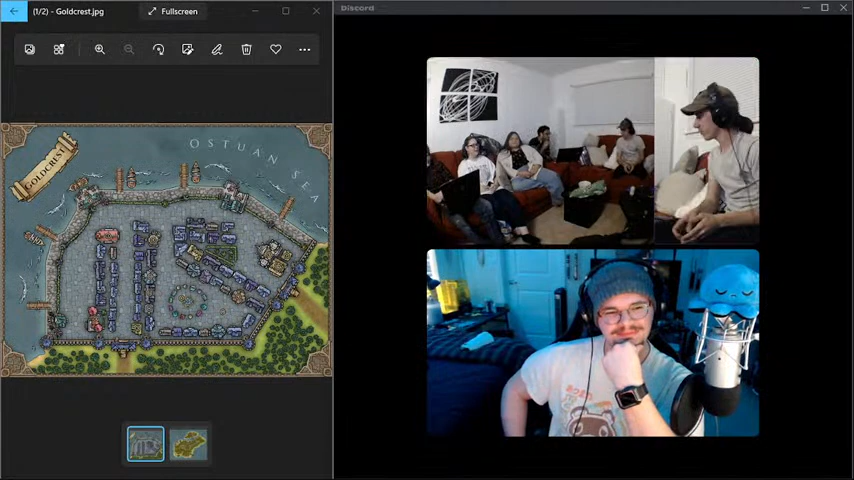 (1/2) - Goldcrest.jpg
Fullscreen
Discord
GOLDCREST
OSTUAN SEA